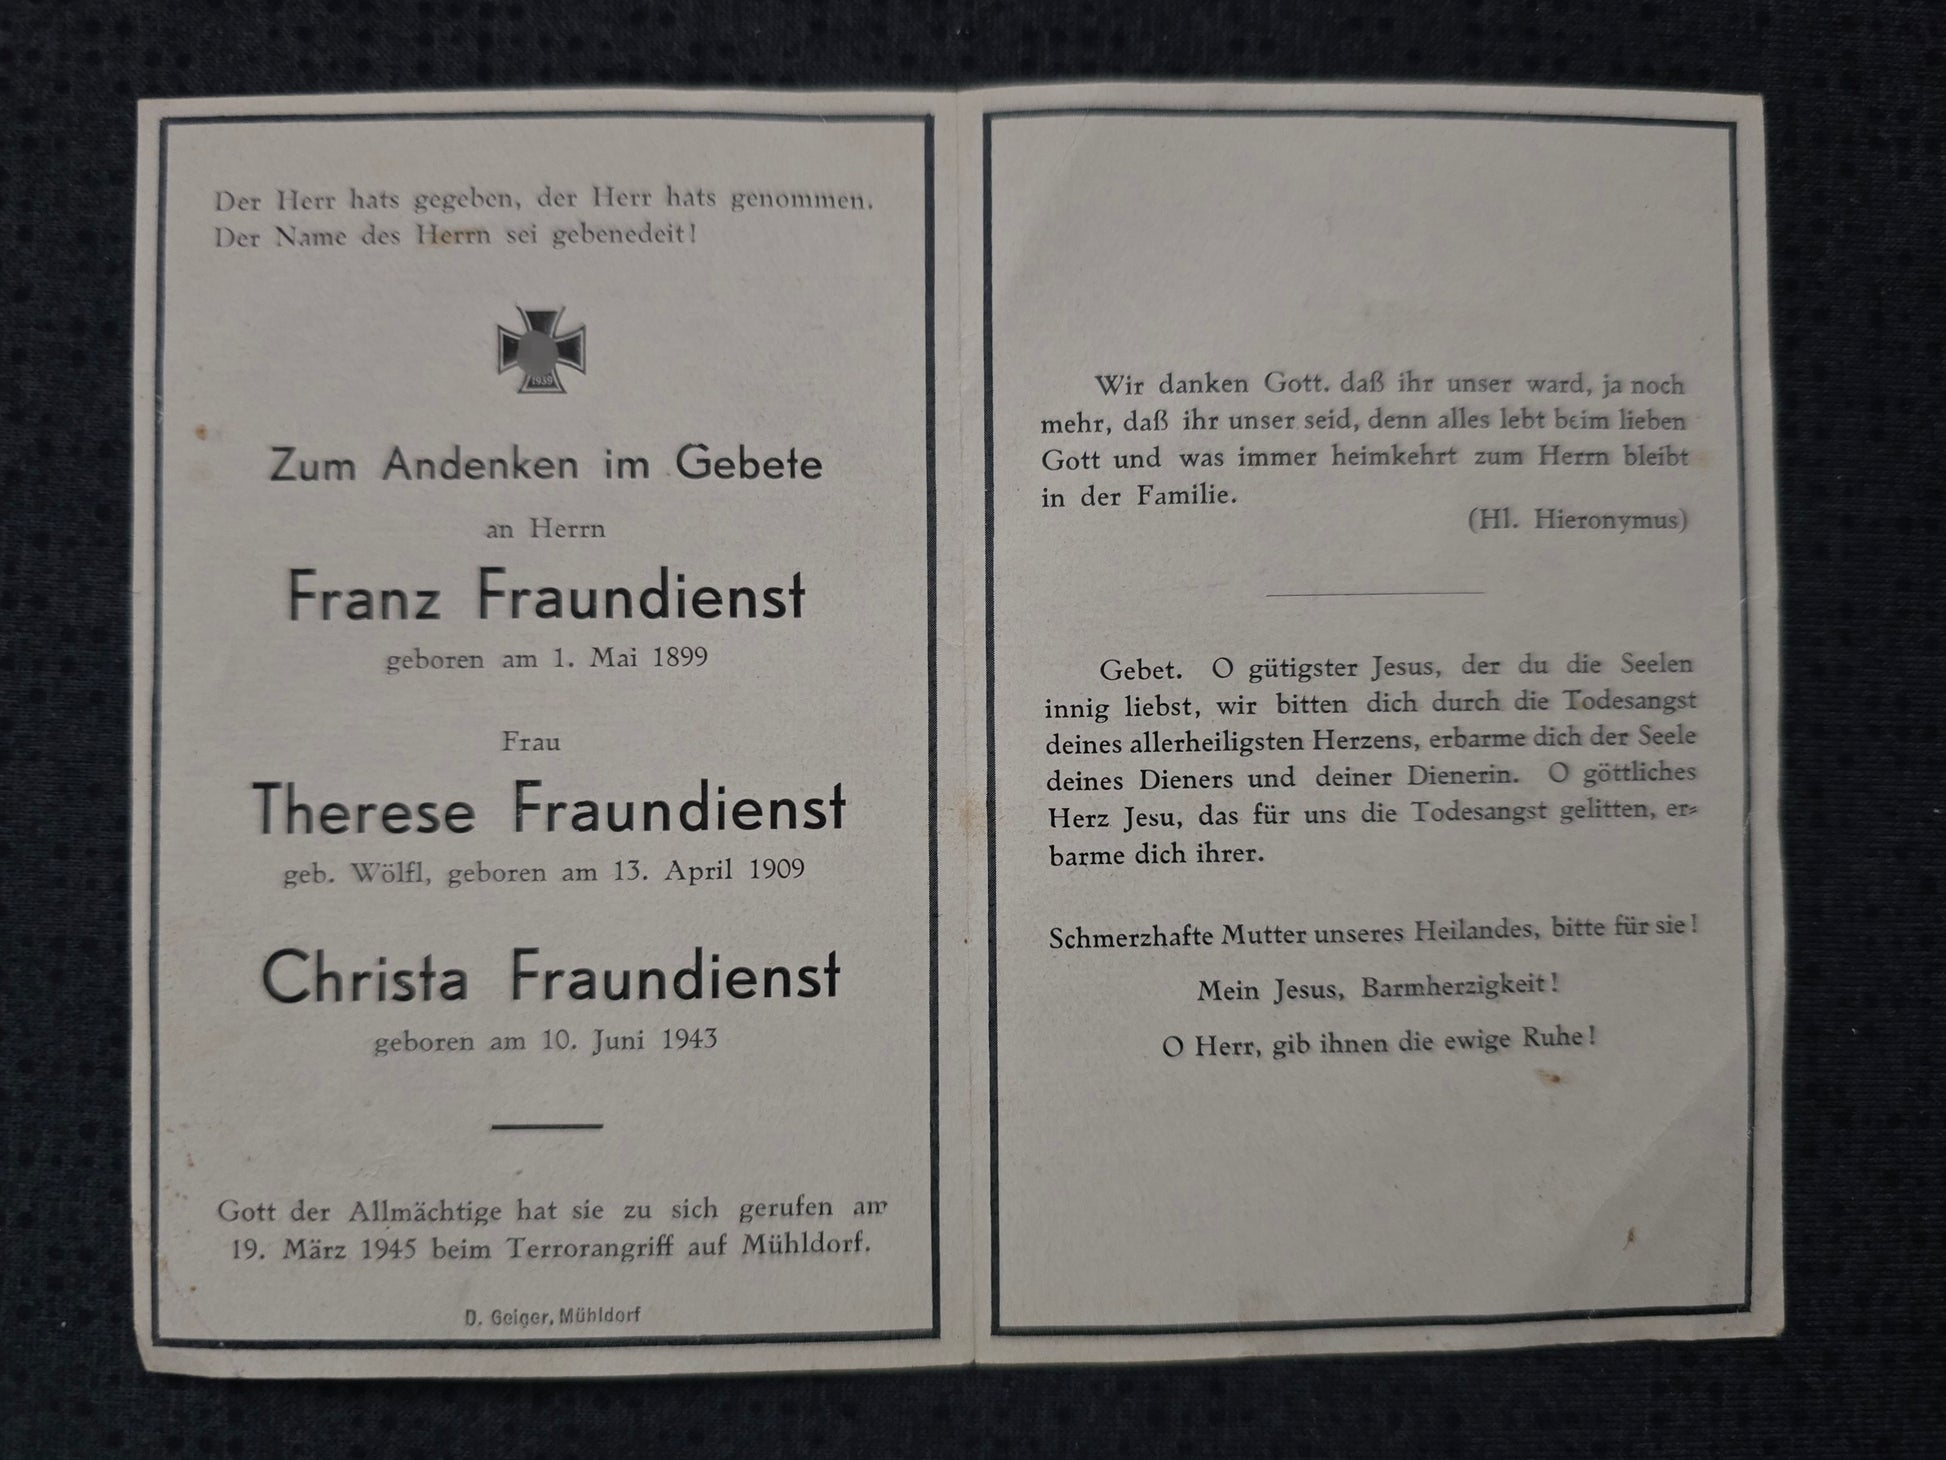 Der Herr hats gegeben, der Herr hats genommen.
Der Name des Herrn sei gebenedeit!
1939
Zum Andenken im Gebete
an Herrn
Franz Fraundienst
geboren am 1. Mai 1899
Frau
Therese Fraundienst
geb. Wölfl, geboren am 13. April 1909
Christa Fraundienst
geboren am 10. Juni 1943
Gott der Allmächtige hat sie zu sich gerufen am
19. März 1945 beim Terrorangriff auf Mühldorf.
D. Geiger, Mühldorf
Wir danken Gott. daß ihr unser ward, ja noch
mehr, daß ihr unser seid, denn alles lebt beim lieben
Gott und was immer heimkehrt zum Herrn bleibt
in der Familie.
(Hl. Hieronymus)
Gebet. O gütigster Jesus, der du die Seelen
innig liebst, wir bitten dich durch die Todesangst
deines allerheiligsten Herzens, erbarme dich der Seele
deines Dieners und deiner Dienerin. O göttliches
Herz Jesu, das für uns die Todesangst gelitten, er-
barme dich ihrer.
Schmerzhafte Mutter unseres Heilandes, bitte für sie!
Mein Jesus, Barmherzigkeit!
O Herr, gib ihnen die ewige Ruhe!